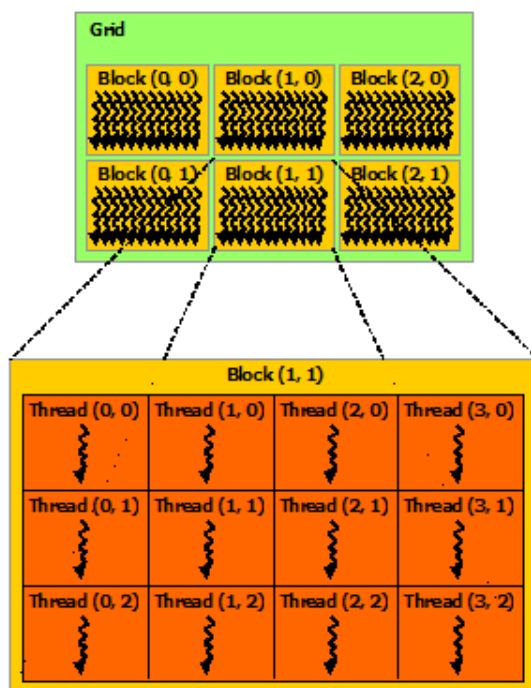 Grid
Block (0, 0) Block (1, 0) Block (2, 0)
Block (0, 1) Block (1, 1) Block (2, 1)
Block (1, 1)
Thread (0, 0) Thread (1, 0) Thread (2, 0) Thread (3, 0)
Thread (0, 1) Thread (1, 1) Thread (2, 1) Thread (3, 1)
Thread (0, 2) Thread (1, 2) Thread (2, 2) Thread (3, 2)